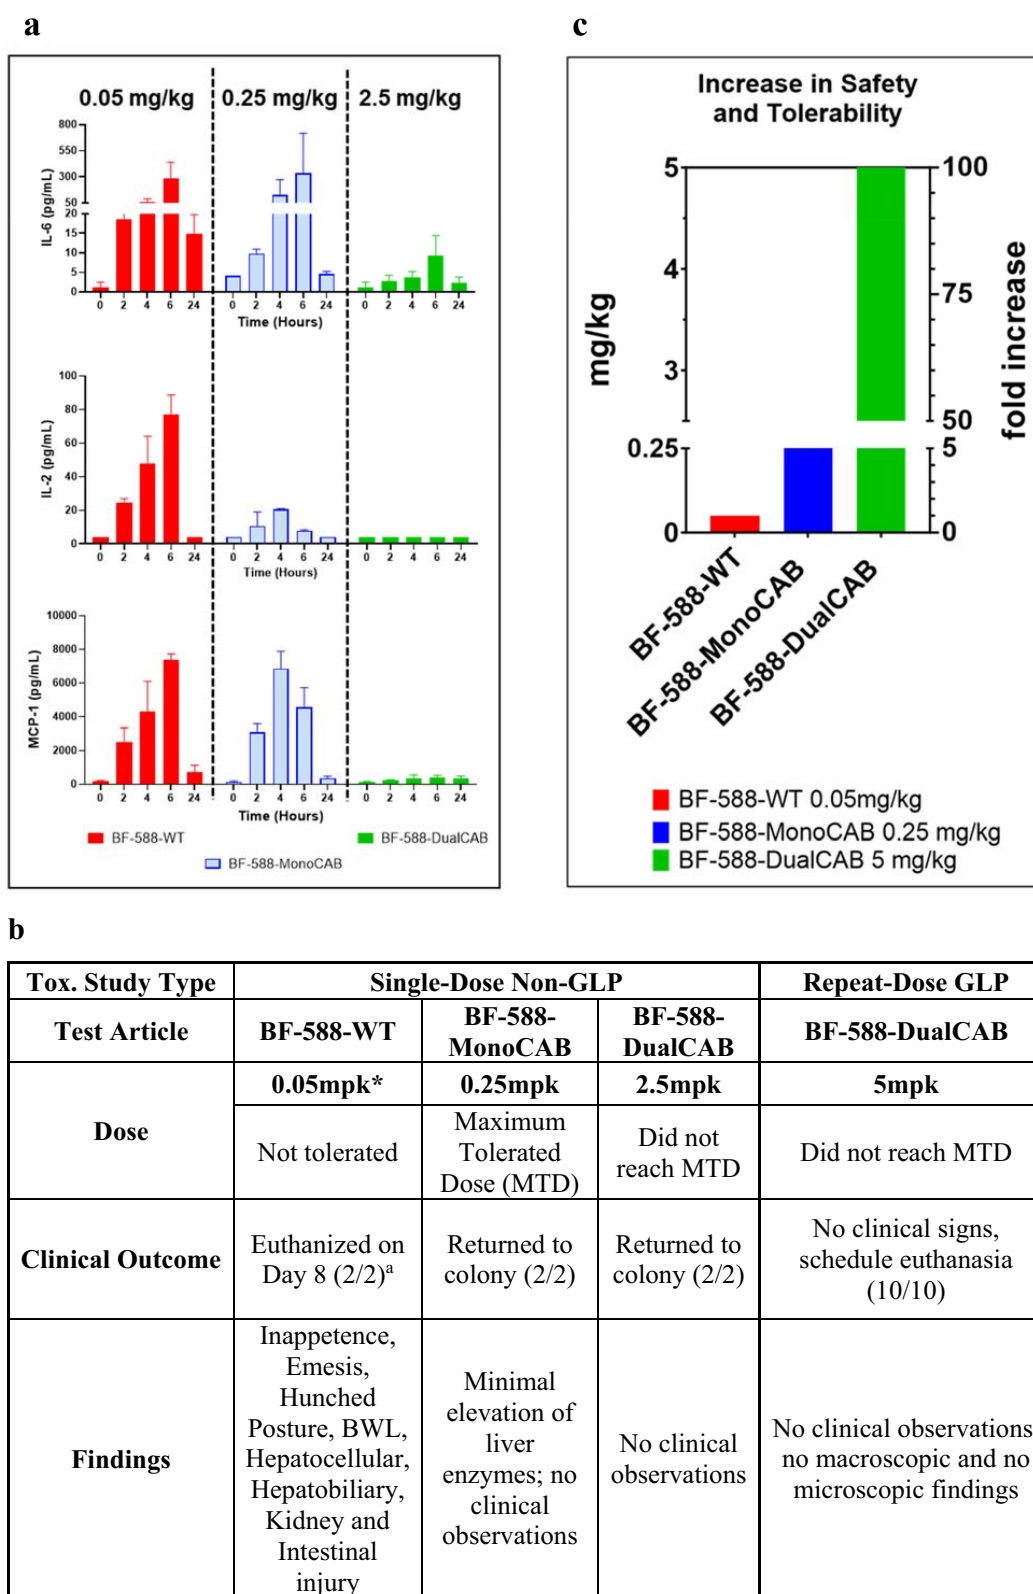 a
0.05 mg/kg
0.25 mg/kg
2.5 mg/kg
IL-6 (pg/mL)
800
550
300
50
20
15
10
5
0
0 2 4 6 24
0 2 4 6 24
0 2 4 6 24
Time (Hours)
IL-2 (pg/mL)
100
80
60
40
20
0
0 2 4 6 24
0 2 4 6 24
0 2 4 6 24
Time (Hours)
MCP-1 (pg/mL)
10000
8000
6000
4000
2000
0
0 2 4 6 24
0 2 4 6 24
0 2 4 6 24
Time (Hours)
BF-588-WT
BF-588-MonoCAB
BF-588-DualCAB
c
Increase in Safety
and Tolerability
mg/kg
5
4
3
0.25
0
100
75
50
5
0
fold increase
BF-588-WT
BF-588-MonoCAB
BF-588-DualCAB
BF-588-WT 0.05mg/kg
BF-588-MonoCAB 0.25 mg/kg
BF-588-DualCAB 5 mg/kg
b
Tox. Study Type
Single-Dose Non-GLP
Repeat-Dose GLP
Test Article
BF-588-WT
BF-588-
MonoCAB
BF-588-
DualCAB
BF-588-DualCAB
Dose
0.05mpk*
0.25mpk
2.5mpk
5mpk
Not tolerated
Maximum
Tolerated
Dose (MTD)
Did not
reach MTD
Did not reach MTD
Clinical Outcome
Euthanized on
Day 8 (2/2)ᵃ
Returned to
colony (2/2)
Returned to
colony (2/2)
No clinical signs,
schedule euthanasia
(10/10)
Findings
Inappetence,
Emesis,
Hunched
Posture, BWL,
Hepatocellular,
Hepatobiliary,
Kidney and
Intestinal
injury
Minimal
elevation of
liver
enzymes; no
clinical
observations
No clinical
observations
No clinical observations
no macroscopic and no
microscopic findings